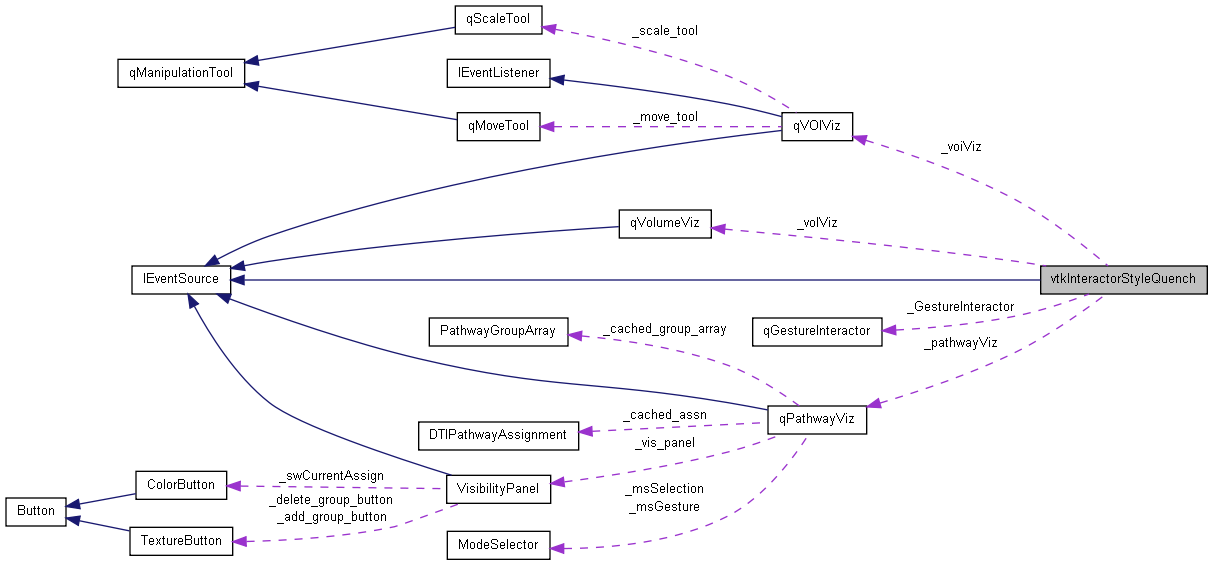 qScaleTool
_scale_tool
qManipulationTool
IEventListener
qMoveTool
_move_tool
qVOIViz
_voiViz
qVolumeViz
_volViz
IEventSource
vtkInteractorStyleQuench
_GestureInteractor
PathwayGroupArray
_cached_group_array
qGestureInteractor
_pathwayViz
_cached_assn
qPathwayViz
DTIPathwayAssignment
_vis_panel
_swCurrentAssign
ColorButton
VisibilityPanel
_msSelection
_delete_group_button
_msGesture
Button
_add_group_button
TextureButton
ModeSelector